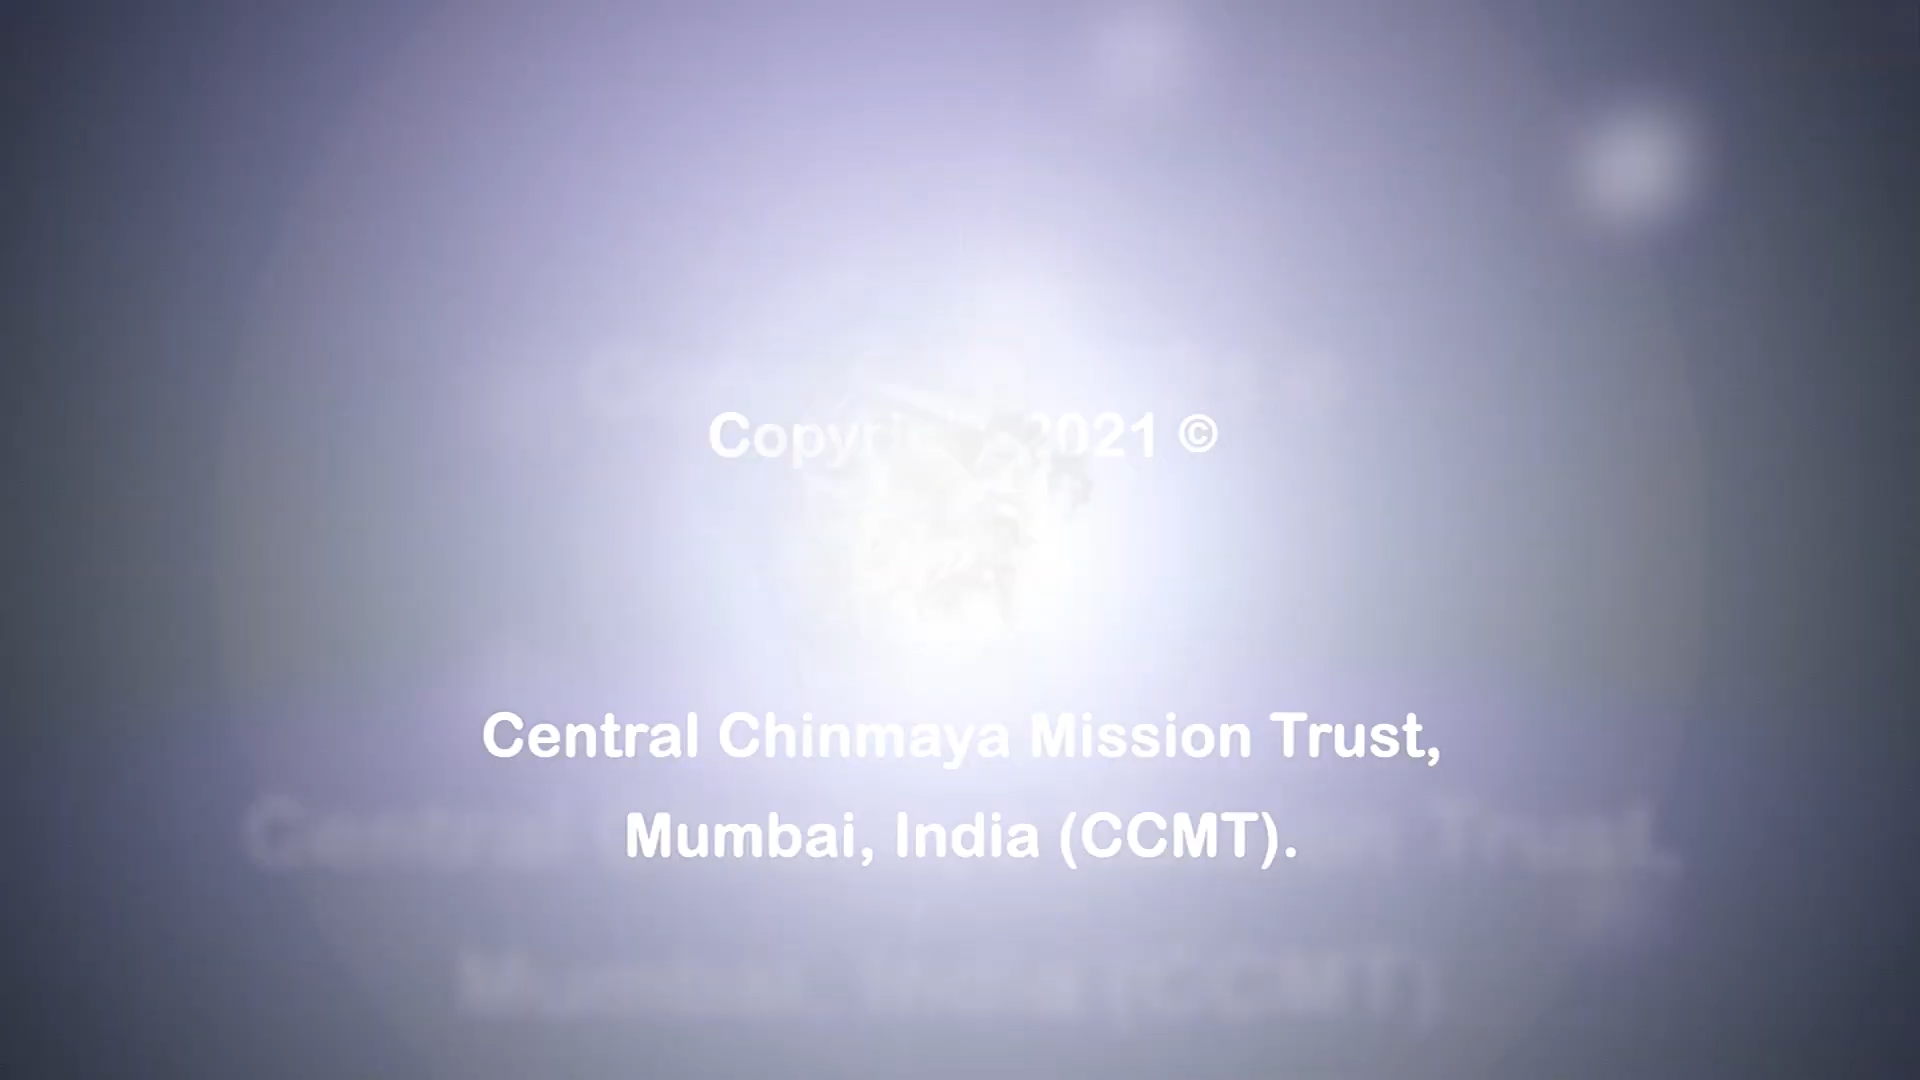 Copyright 2021 ©
Central Chinmaya Mission Trust,
Mumbai, India (CCMT).